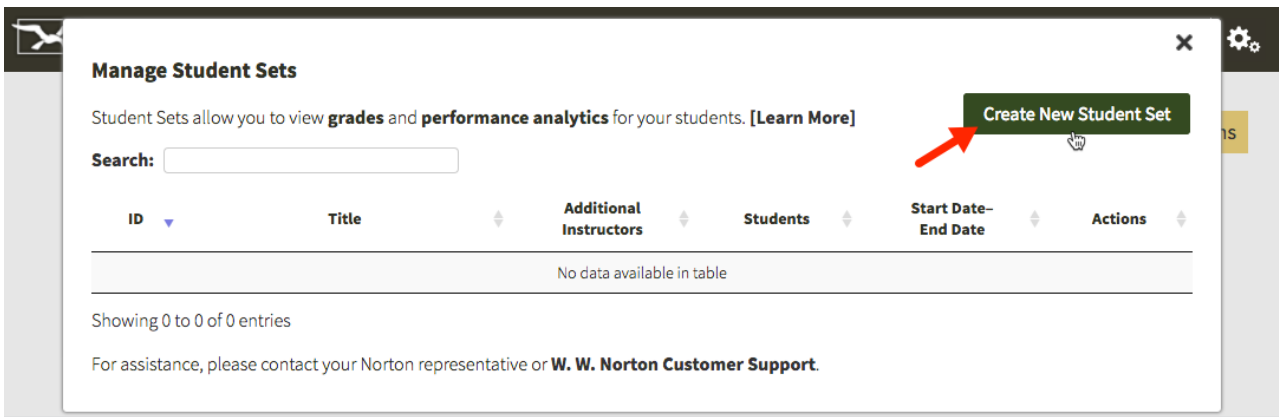 Manage Student Sets
Student Sets allow you to view grades and performance analytics for your students. [Learn More]
Create New Student Set
ns
Search:
ID
Title
Additional
Instructors
Students
Start Date–
End Date
Actions
No data available in table
Showing 0 to 0 of 0 entries
For assistance, please contact your Norton representative or W. W. Norton Customer Support.